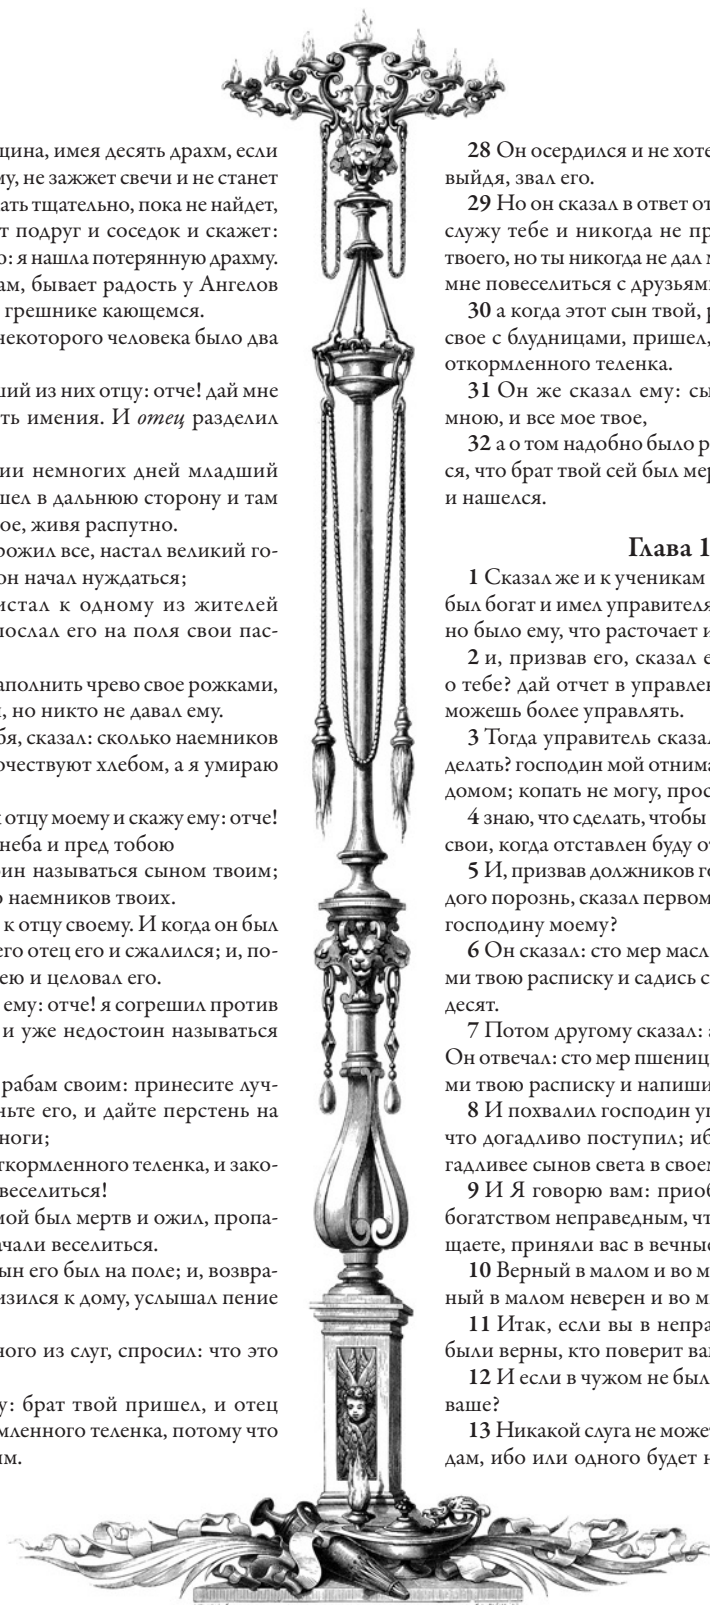 щина, имея десять драхм, если
му, не зажжет свечи и не станет
ать тщательно, пока не найдет,
т подруг и соседок и скажет:
ю: я нашла потерянную драхму.
ам, бывает радость у Ангелов
грешнике кающемся.
некоторого человека было два
ший из них отцу: отче! дай мне
ть имения. И отец разделил
ии немногих дней младший
шел в дальнюю сторону и там
ое, живя распутно.
рожил все, настал великий го-
он начал нуждаться;
истал к одному из жителей
послал его на поля свои пас-
аполнить чрево свое рожками,
и, но никто не давал ему.
бя, сказал: сколько наемников
очествуют хлебом, а я умираю
к отцу моему и скажу ему: отче!
неба и пред тобою
оин называться сыном твоим;
о наемников твоих.
к отцу своему. И когда он был
его отец его и сжалился; и, по-
ею и целовал его.
ему: отче! я согрешил против
и уже недостоин называться
рабам своим: принесите луч-
ньте его, и дайте перстень на
ноги;
ткормленного теленка, и зако-
веселиться!
мой был мертв и ожил, пропа-
чали веселиться.
ын его был на поле; и, возвра-
изился к дому, услышал пение
ного из слуг, спросил: что это
у: брат твой пришел, и отец
мленного теленка, потому что
им.
28 Он осердился и не хоте
выйдя, звал его.
29 Но он сказал в ответ от
служу тебе и никогда не пр
твоего, но ты никогда не дал м
мне повеселиться с друзьям
30 а когда этот сын твой, р
свое с блудницами, пришел,
откормленного теленка.
31 Он же сказал ему: сы
мною, и все мое твое,
32 а о том надобно было р
ся, что брат твой сей был мер
и нашелся.
Глава 1
1 Сказал же и к ученикам
был богат и имел управителя
но было ему, что расточает и
2 и, призвав его, сказал е
о тебе? дай отчет в управлен
можешь более управлять.
3 Тогда управитель сказал
делать? господин мой отнима
домом; копать не могу, прос
4 знаю, что сделать, чтобы
свои, когда отставлен буду от
5 И, призвав должников го
дого порознь, сказал первом
господину моему?
6 Он сказал: сто мер масл
ми твою расписку и садись с
десят.
7 Потом другому сказал: а
Он отвечал: сто мер пшениц
ми твою расписку и напиши
8 И похвалил господин уп
что догадливо поступил; иб
гадливее сынов света в своем
9 И Я говорю вам: приоб
богатством неправедным, чт
щаете, приняли вас в вечные
10 Верный в малом и во м
ный в малом неверен и во м
11 Итак, если вы в непра
были верны, кто поверит ва
12 И если в чужом не был
ваше?
13 Никакой слуга не может
дам, ибо или одного будет н